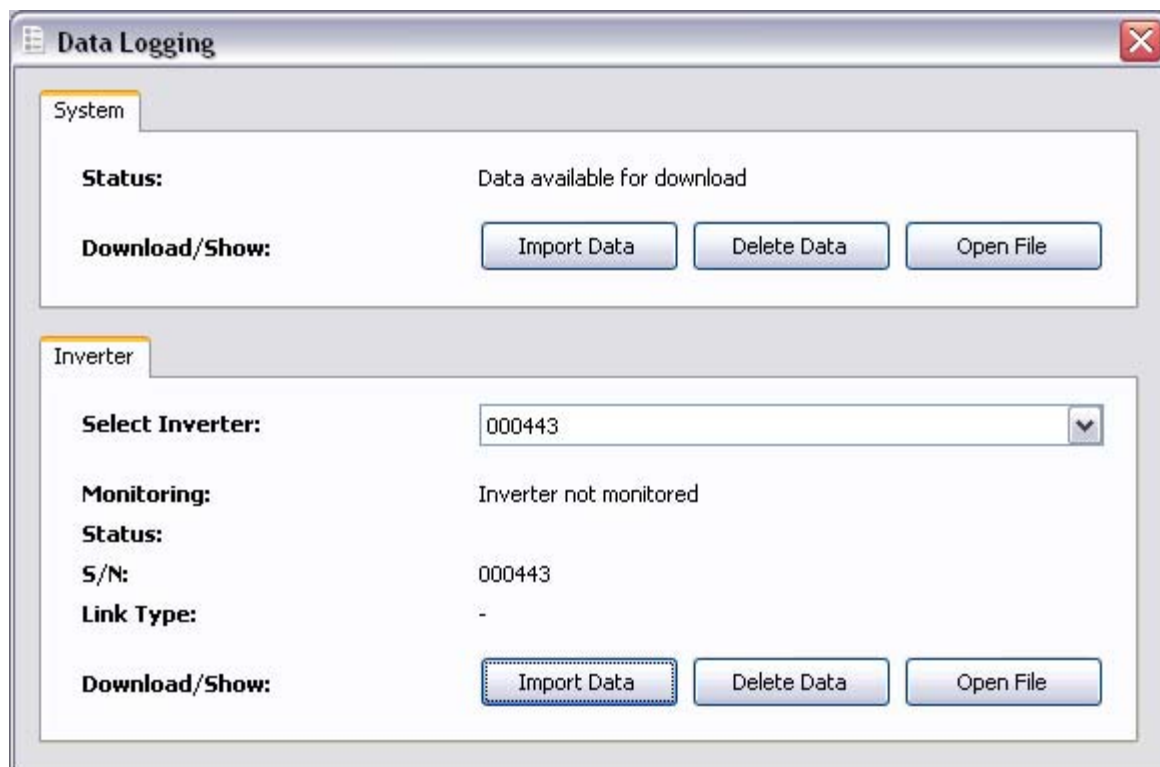 Data Logging
System
Status: Data available for download
Download/Show: Import Data Delete Data Open File
Inverter
Select Inverter: 000443
Monitoring: Inverter not monitored
Status:
S/N: 000443
Link Type: -
Download/Show: Import Data Delete Data Open File